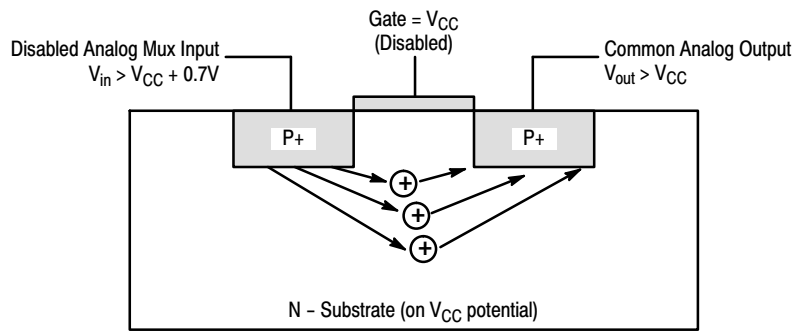 Gate = VCC
(Disabled)
Disabled Analog Mux Input
Vin > VCC + 0.7V
Common Analog Output
Vout > VCC
P+
P+
+
+
+
N – Substrate (on VCC potential)